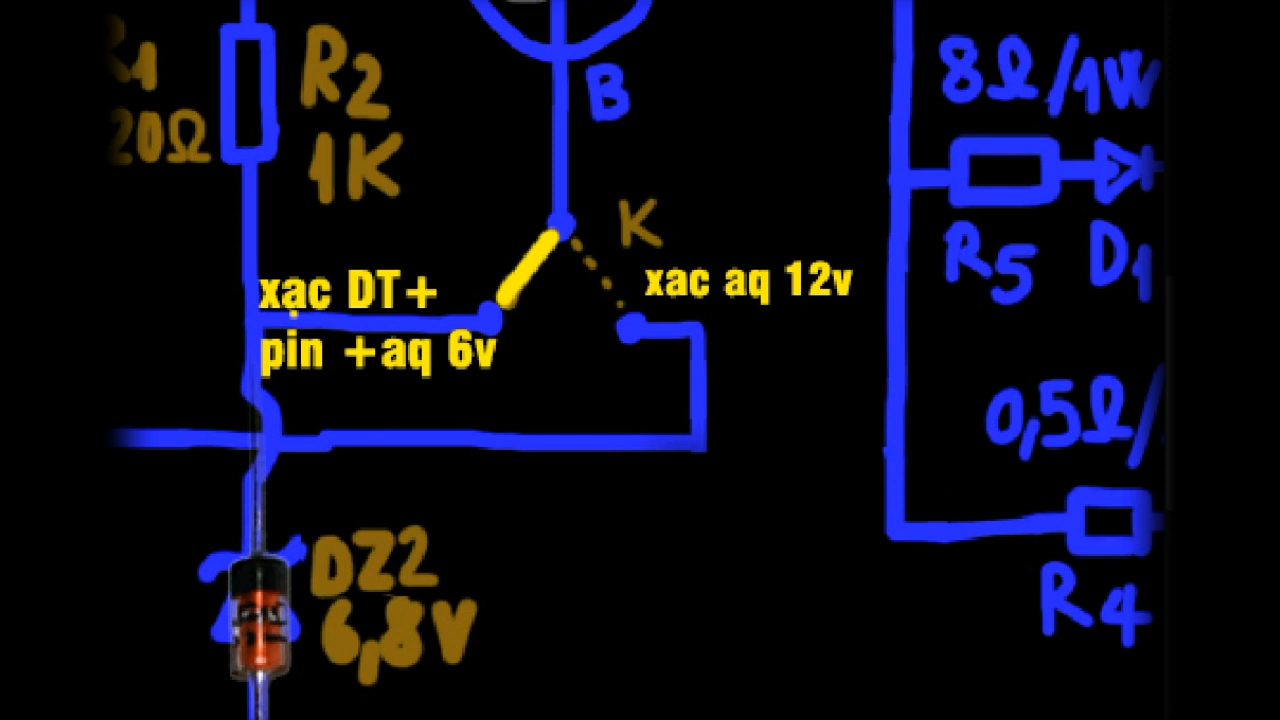 R1
20Ω
R2
1K
B
K
xạc DT+
pin +aq 6v
xac aq 12v
8Ω/1W
R5
D1
0,5Ω/
R4
DZ2
6,8V